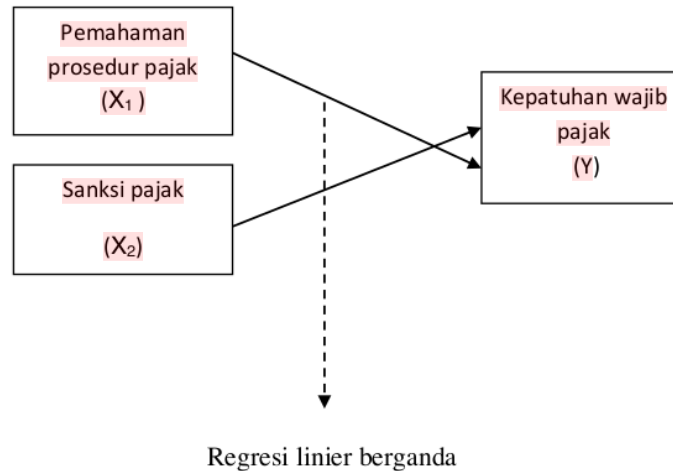 Pemahaman
prosedur pajak
(X₁ )
Sanksi pajak
(X₂)
Kepatuhan wajib
pajak
(Y)
Regresi linier berganda